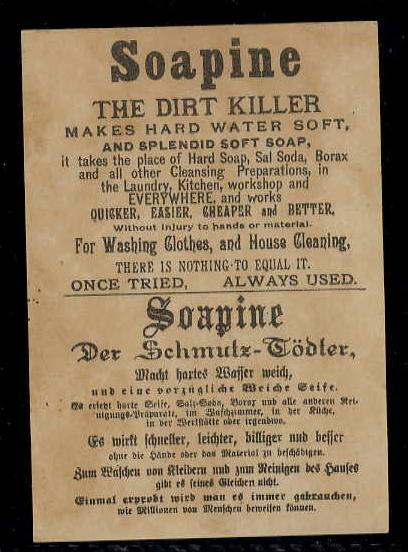 Soapine
THE DIRT KILLER
MAKES HARD WATER SOFT,
AND SPLENDID SOFT SOAP,
it takes the place of Hard Soap, Sal Soda, Borax
and all other Cleansing Preparations, in
the Laundry, Kitchen, workshop and
EVERYWHERE, and works
QUICKER, EASIER, CHEAPER and BETTER,
Without injury to hands or material.
For Washing Clothes, and House Cleaning,
THERE IS NOTHING TO EQUAL IT.
ONCE TRIED, ALWAYS USED.
Soapine
Der Schmutz-Tödter,
Macht hartes Wasser weich,
und eine vorzügliche Weiche Seife.
Es ersetzt harte Seife, Salz-Soda, Borax und alle anderen Rei-
nigungs-Präparate, im Waschzimmer, in der Küche,
in der Werkstätte oder irgendwo.
Es wirkt schneller, leichter, billiger und besser
ohne die Hände oder das Material zu beschädigen.
Zum Waschen von Kleidern und zum Reinigen des Hauses
gibt es seines Gleichen nicht.
Einmal erprobt wird man es immer gebrauchen,
wie Millionen von Menschen beweisen können.